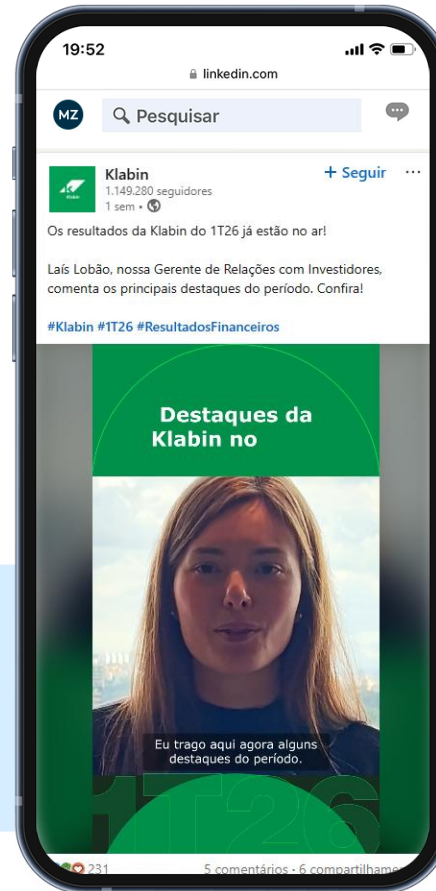 19:52
linkedin.com
MZ
Pesquisar
Klabin
+ Seguir
1.149.280 seguidores
1 sem •
Os resultados da Klabin do 1T26 já estão no ar!
Laís Lobão, nossa Gerente de Relações com Investidores,
comenta os principais destaques do período. Confira!
#Klabin #1T26 #ResultadosFinanceiros
Destaques da
Klabin no
Eu trago aqui agora alguns
destaques do período.
1T26
231
5 comentários • 6 compartilhame